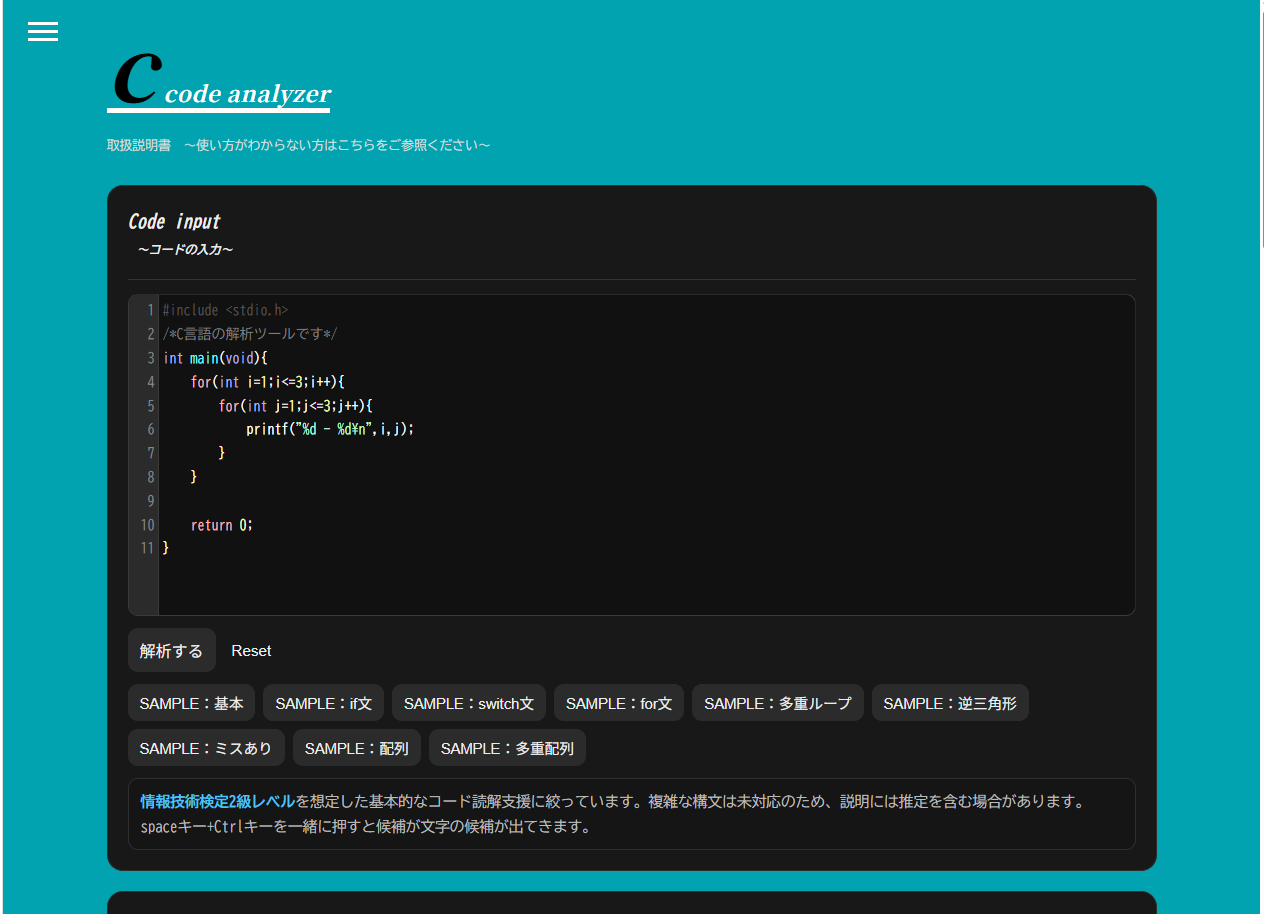 C code analyzer
取扱説明書　～使い方がわからない方はこちらをご参照ください～
Code input
～コードの入力～
1 #include <stdio.h>
2 /*C言語の解析ツールです*/
3 int main(void){
4     for(int i=1;i<=3;i++){
5         for(int j=1;j<=3;j++){
6             printf("%d - %d¥n",i,j);
7         }
8     }
9
10     return 0;
11 }
解析する Reset
SAMPLE：基本 SAMPLE：if文 SAMPLE：switch文 SAMPLE：for文 SAMPLE：多重ループ SAMPLE：逆三角形
SAMPLE：ミスあり SAMPLE：配列 SAMPLE：多重配列
情報技術検定2級レベルを想定した基本的なコード読解支援に絞っています。複雑な構文は未対応のため、説明には推定を含む場合があります。
spaceキー+Ctrlキーを一緒に押すと候補が文字の候補が出てきます。